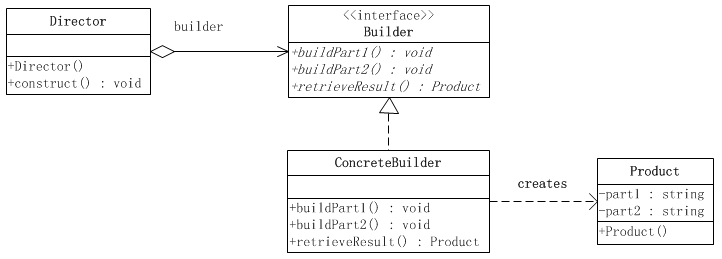 Director
+Director()
+construct() : void
builder
<<interface>>
Builder
+buildPart1() : void
+buildPart2() : void
+retrieveResult() : Product
ConcreteBuilder
+buildPart1() : void
+buildPart2() : void
+retrieveResult() : Product
creates
Product
-part1 : string
-part2 : string
+Product()